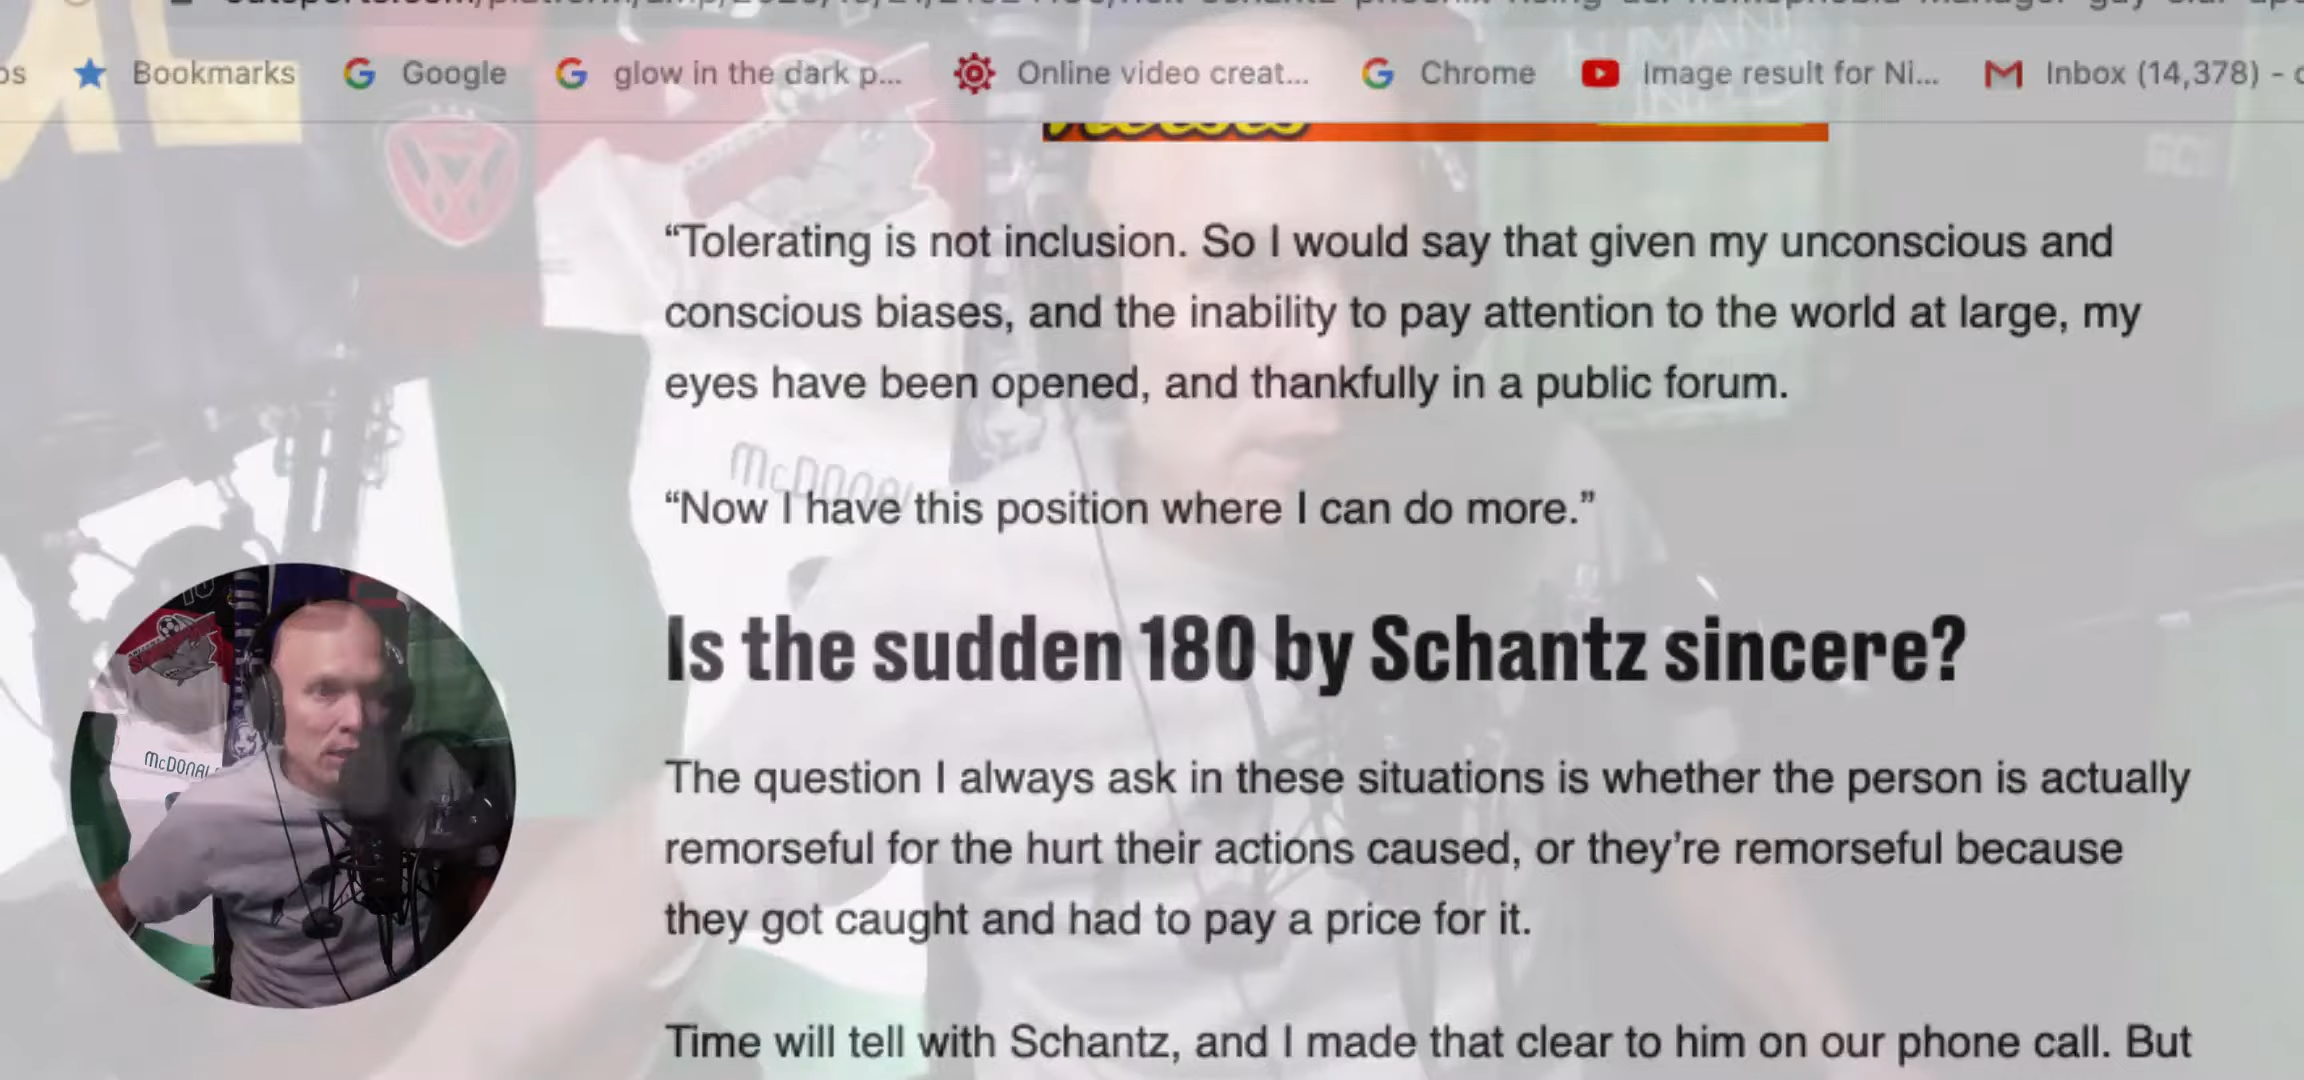 Bookmarks
Google
glow in the dark p...
Online video creat...
Chrome
Image result for Ni...
Inbox (14,378) -
“Tolerating is not inclusion. So I would say that given my unconscious and
conscious biases, and the inability to pay attention to the world at large, my
eyes have been opened, and thankfully in a public forum.
“Now I have this position where I can do more.”
Is the sudden 180 by Schantz sincere?
The question I always ask in these situations is whether the person is actually
remorseful for the hurt their actions caused, or they’re remorseful because
they got caught and had to pay a price for it.
Time will tell with Schantz, and I made that clear to him on our phone call. But